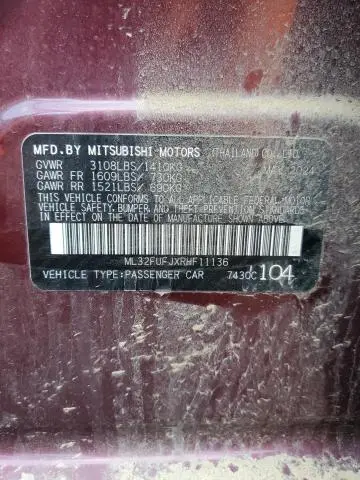 MFD.BY MITSUBISHI MOTORS (THAILAND) CO.,LTD.
GVWR 3108LBS/1410KG
GAWR FR 1609LBS/ 730KG
GAWR RR 1521LBS/ 690KG
THIS VEHICLE CONFORMS TO ALL APPLICABLE FEDERAL MOTOR
VEHICLE SAFETY, BUMPER, AND THEFT PREVENTION STANDARDS
IN EFFECT ON THE DATE OF MANUFACTURE SHOWN ABOVE.
ML32FUFJXRHF11136
VEHICLE TYPE:PASSENGER CAR 7430C104